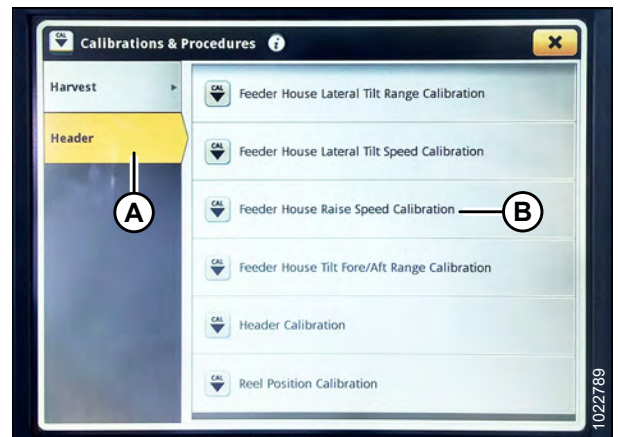 CAL
Calibrations & Procedures i
Harvest
Header
CAL Feeder House Lateral Tilt Range Calibration
CAL Feeder House Lateral Tilt Speed Calibration
CAL Feeder House Raise Speed Calibration
CAL Feeder House Tilt Fore/Aft Range Calibration
CAL Header Calibration
CAL Reel Position Calibration
A
B
1022789